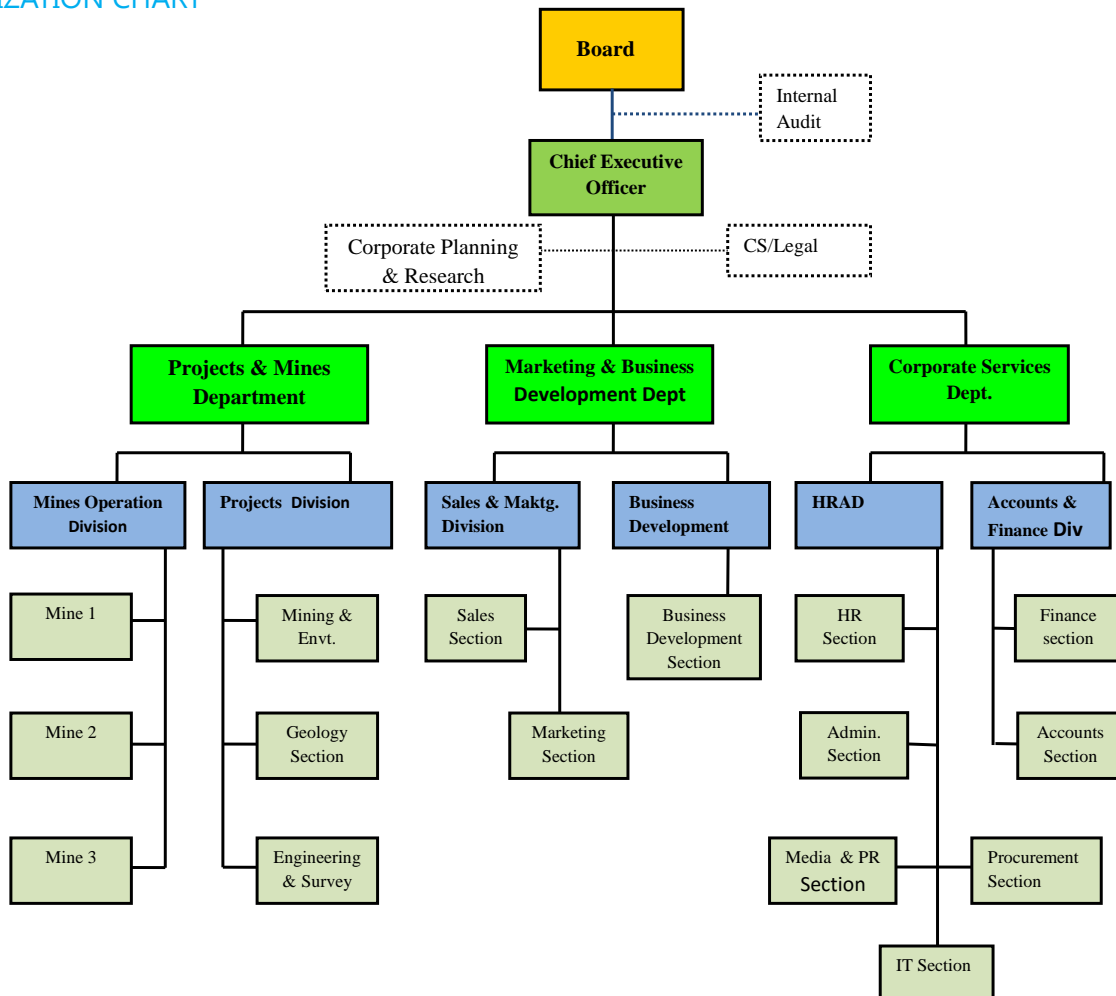 IZATION CHART
Board
Internal
Audit
Chief Executive
Officer
Corporate Planning
& Research
CS/Legal
Projects & Mines
Department
Marketing & Business
Development Dept
Corporate Services
Dept.
Mines Operation
Division
Projects Division
Sales & Maktg.
Division
Business
Development
HRAD
Accounts &
Finance Div
Mine 1
Mining &
Envt.
Sales
Section
Business
Development
Section
HR
Section
Finance
section
Mine 2
Geology
Section
Marketing
Section
Admin.
Section
Accounts
Section
Mine 3
Engineering
& Survey
Media & PR
Section
Procurement
Section
IT Section